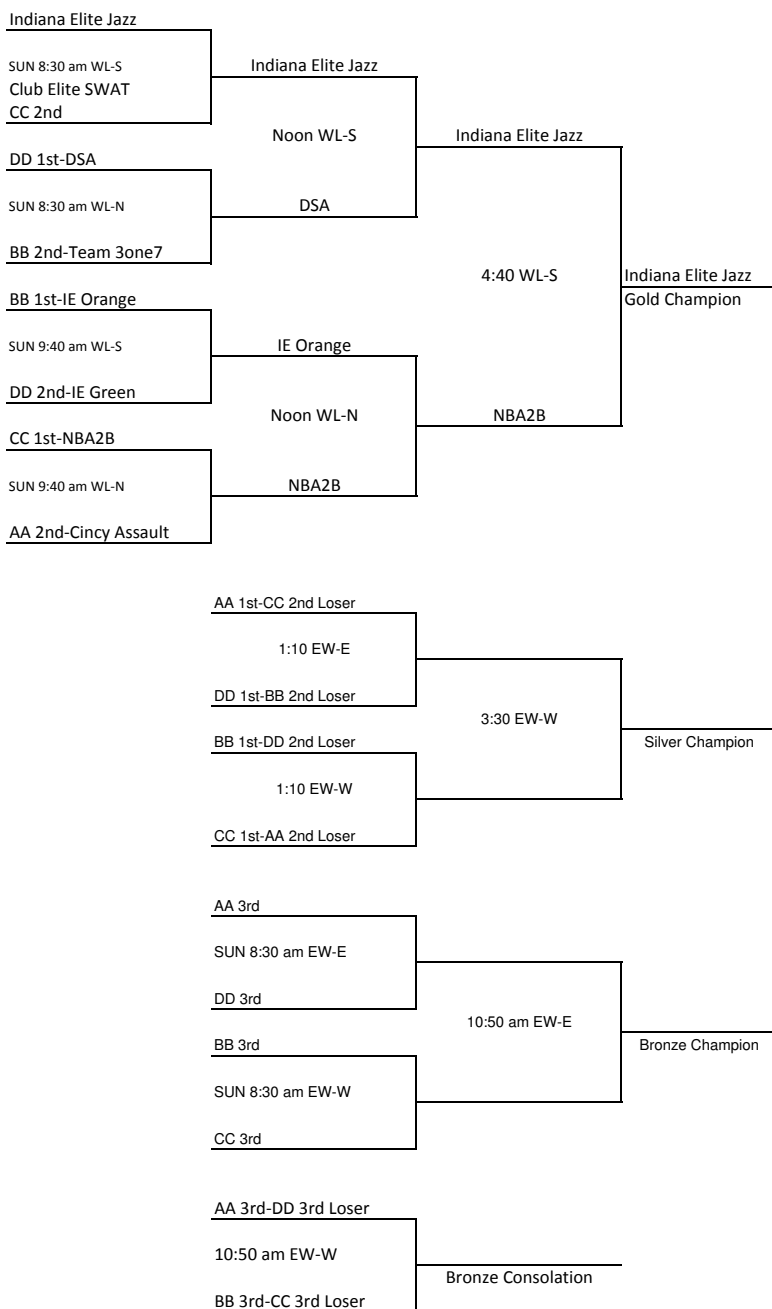 Indiana Elite Jazz
SUN 8:30 am WL-S
Indiana Elite Jazz
Club Elite SWAT
CC 2nd
Noon WL-S
Indiana Elite Jazz
DD 1st-DSA
SUN 8:30 am WL-N
DSA
BB 2nd-Team 3one7
4:40 WL-S
Indiana Elite Jazz
BB 1st-IE Orange
Gold Champion
SUN 9:40 am WL-S
IE Orange
DD 2nd-IE Green
Noon WL-N
NBA2B
CC 1st-NBA2B
SUN 9:40 am WL-N
NBA2B
AA 2nd-Cincy Assault
AA 1st-CC 2nd Loser
1:10 EW-E
DD 1st-BB 2nd Loser
3:30 EW-W
BB 1st-DD 2nd Loser
Silver Champion
1:10 EW-W
CC 1st-AA 2nd Loser
AA 3rd
SUN 8:30 am EW-E
DD 3rd
10:50 am EW-E
BB 3rd
Bronze Champion
SUN 8:30 am EW-W
CC 3rd
AA 3rd-DD 3rd Loser
10:50 am EW-W
Bronze Consolation
BB 3rd-CC 3rd Loser